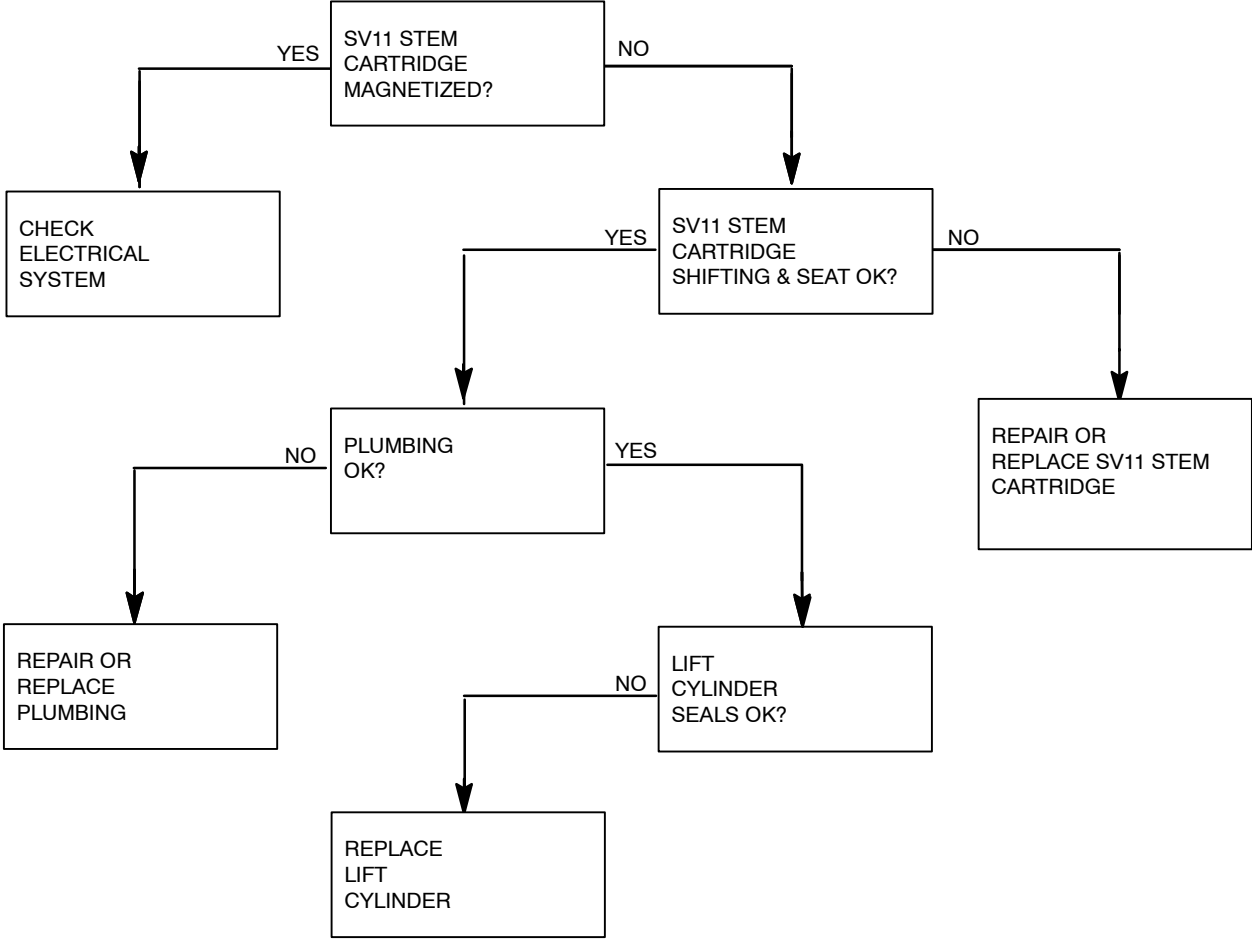 SV11 STEM
CARTRIDGE
MAGNETIZED?
YES
NO
CHECK
ELECTRICAL
SYSTEM
SV11 STEM
CARTRIDGE
SHIFTING & SEAT OK?
YES
NO
PLUMBING
OK?
NO
YES
REPAIR OR
REPLACE SV11 STEM
CARTRIDGE
REPAIR OR
REPLACE
PLUMBING
LIFT
CYLINDER
SEALS OK?
NO
REPLACE
LIFT
CYLINDER